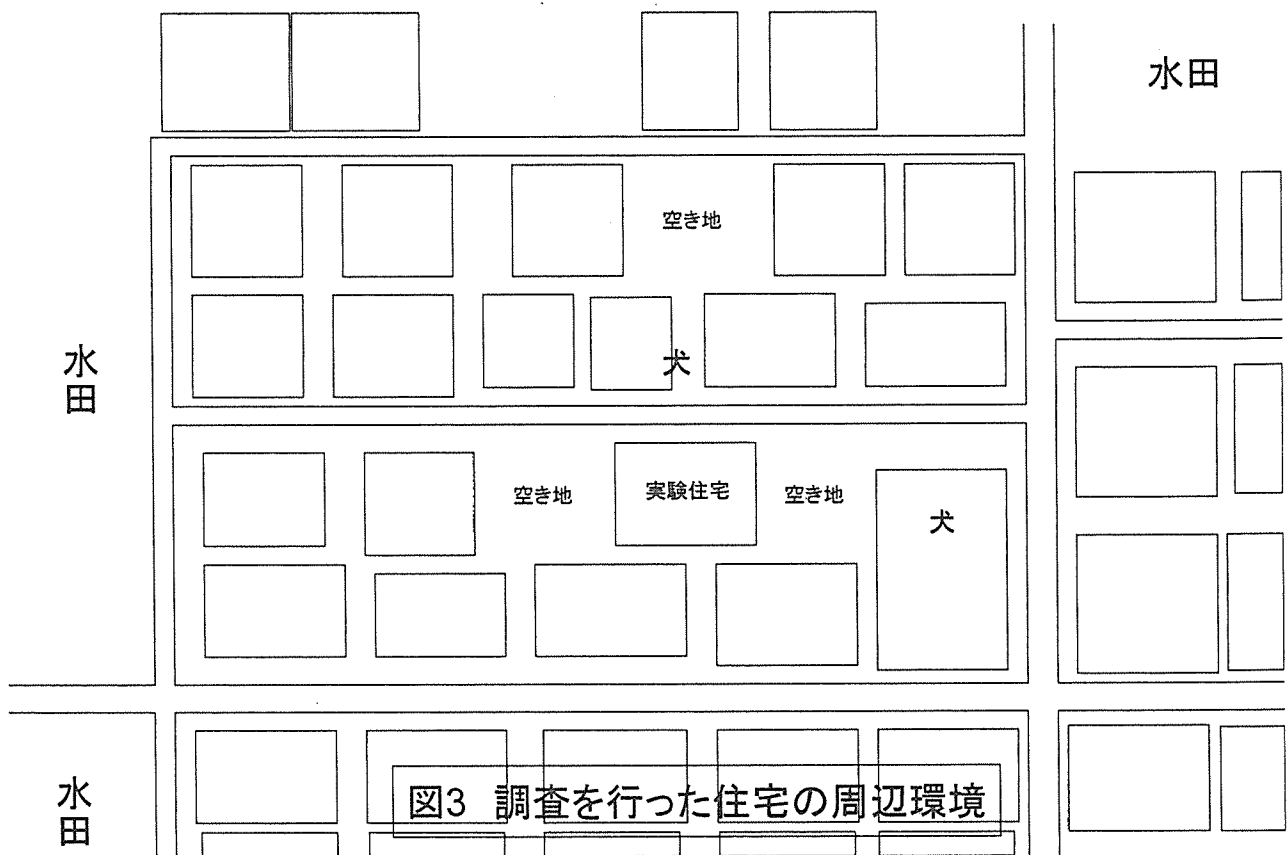 水田
空き地
水田
犬
空き地
実験住宅
空き地
犬
水田
図3 調査を行った住宅の周辺環境